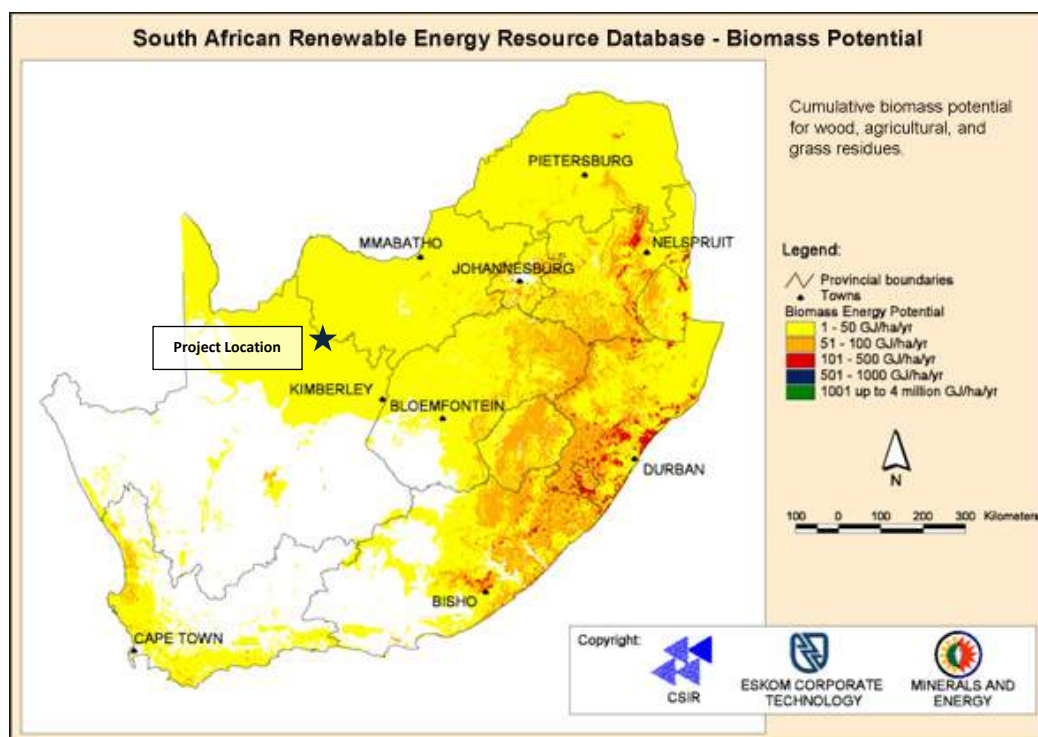 South African Renewable Energy Resource Database - Biomass Potential
Cumulative biomass potential
for wood, agricultural, and
grass residues.
PIETERSBURG
MMABATHO
NELSPRUIT
JOHANNESBURG
Project Location
KIMBERLEY
BLOEMFONTEIN
DURBAN
BISHO
CAPE TOWN
Legend:
Provincial boundaries
Towns
Biomass Energy Potential
1 - 50 GJ/ha/yr
51 - 100 GJ/ha/yr
101 - 500 GJ/ha/yr
501 - 1000 GJ/ha/yr
1001 up to 4 million GJ/ha/yr
N
100 0 100 200 300 Kilometers
Copyright:
CSIR
ESKOM CORPORATE
TECHNOLOGY
MINERALS AND
ENERGY